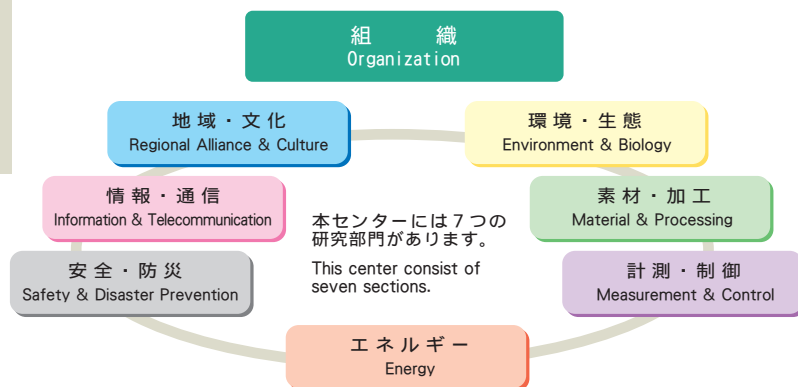 組 織
Organization
地域・文化
Regional Alliance & Culture
環境・生態
Environment & Biology
情報・通信
Information & Telecommunication
素材・加工
Material & Processing
本センターには７つの
研究部門があります。
This center consist of
seven sections.
安全・防災
Safety & Disaster Prevention
計測・制御
Measurement & Control
エネルギー
Energy